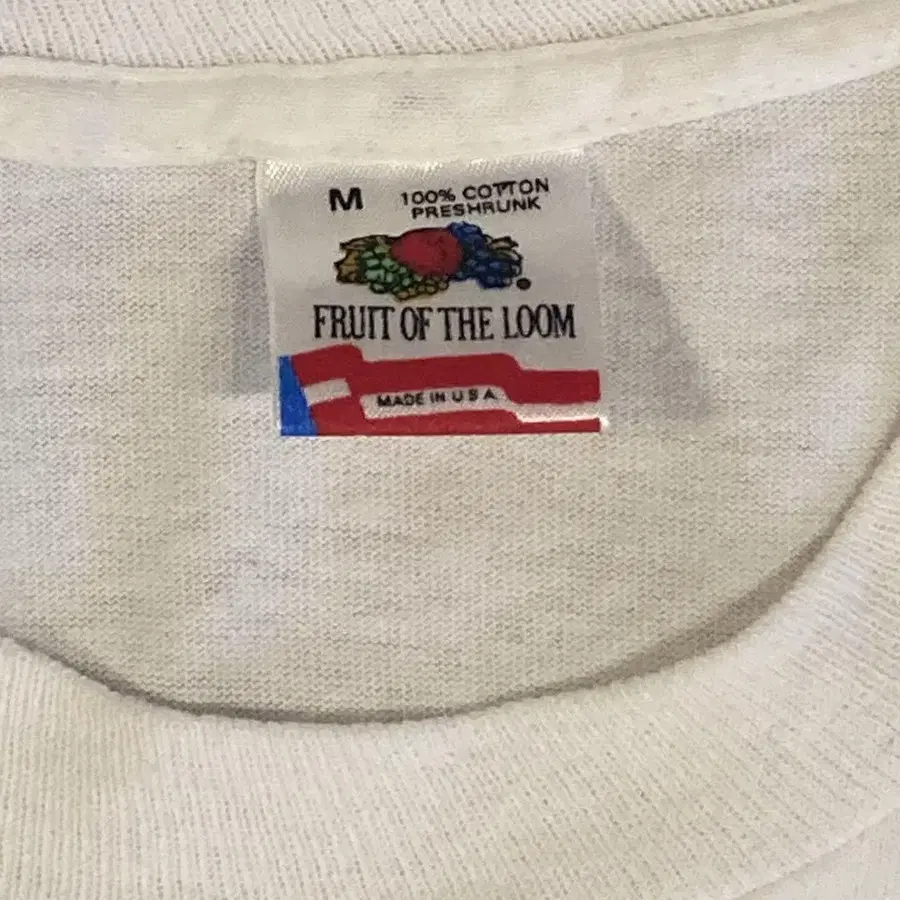 M 100% COTTON
PRESHRUNK
FRUIT OF THE LOOM
MADE IN U S A